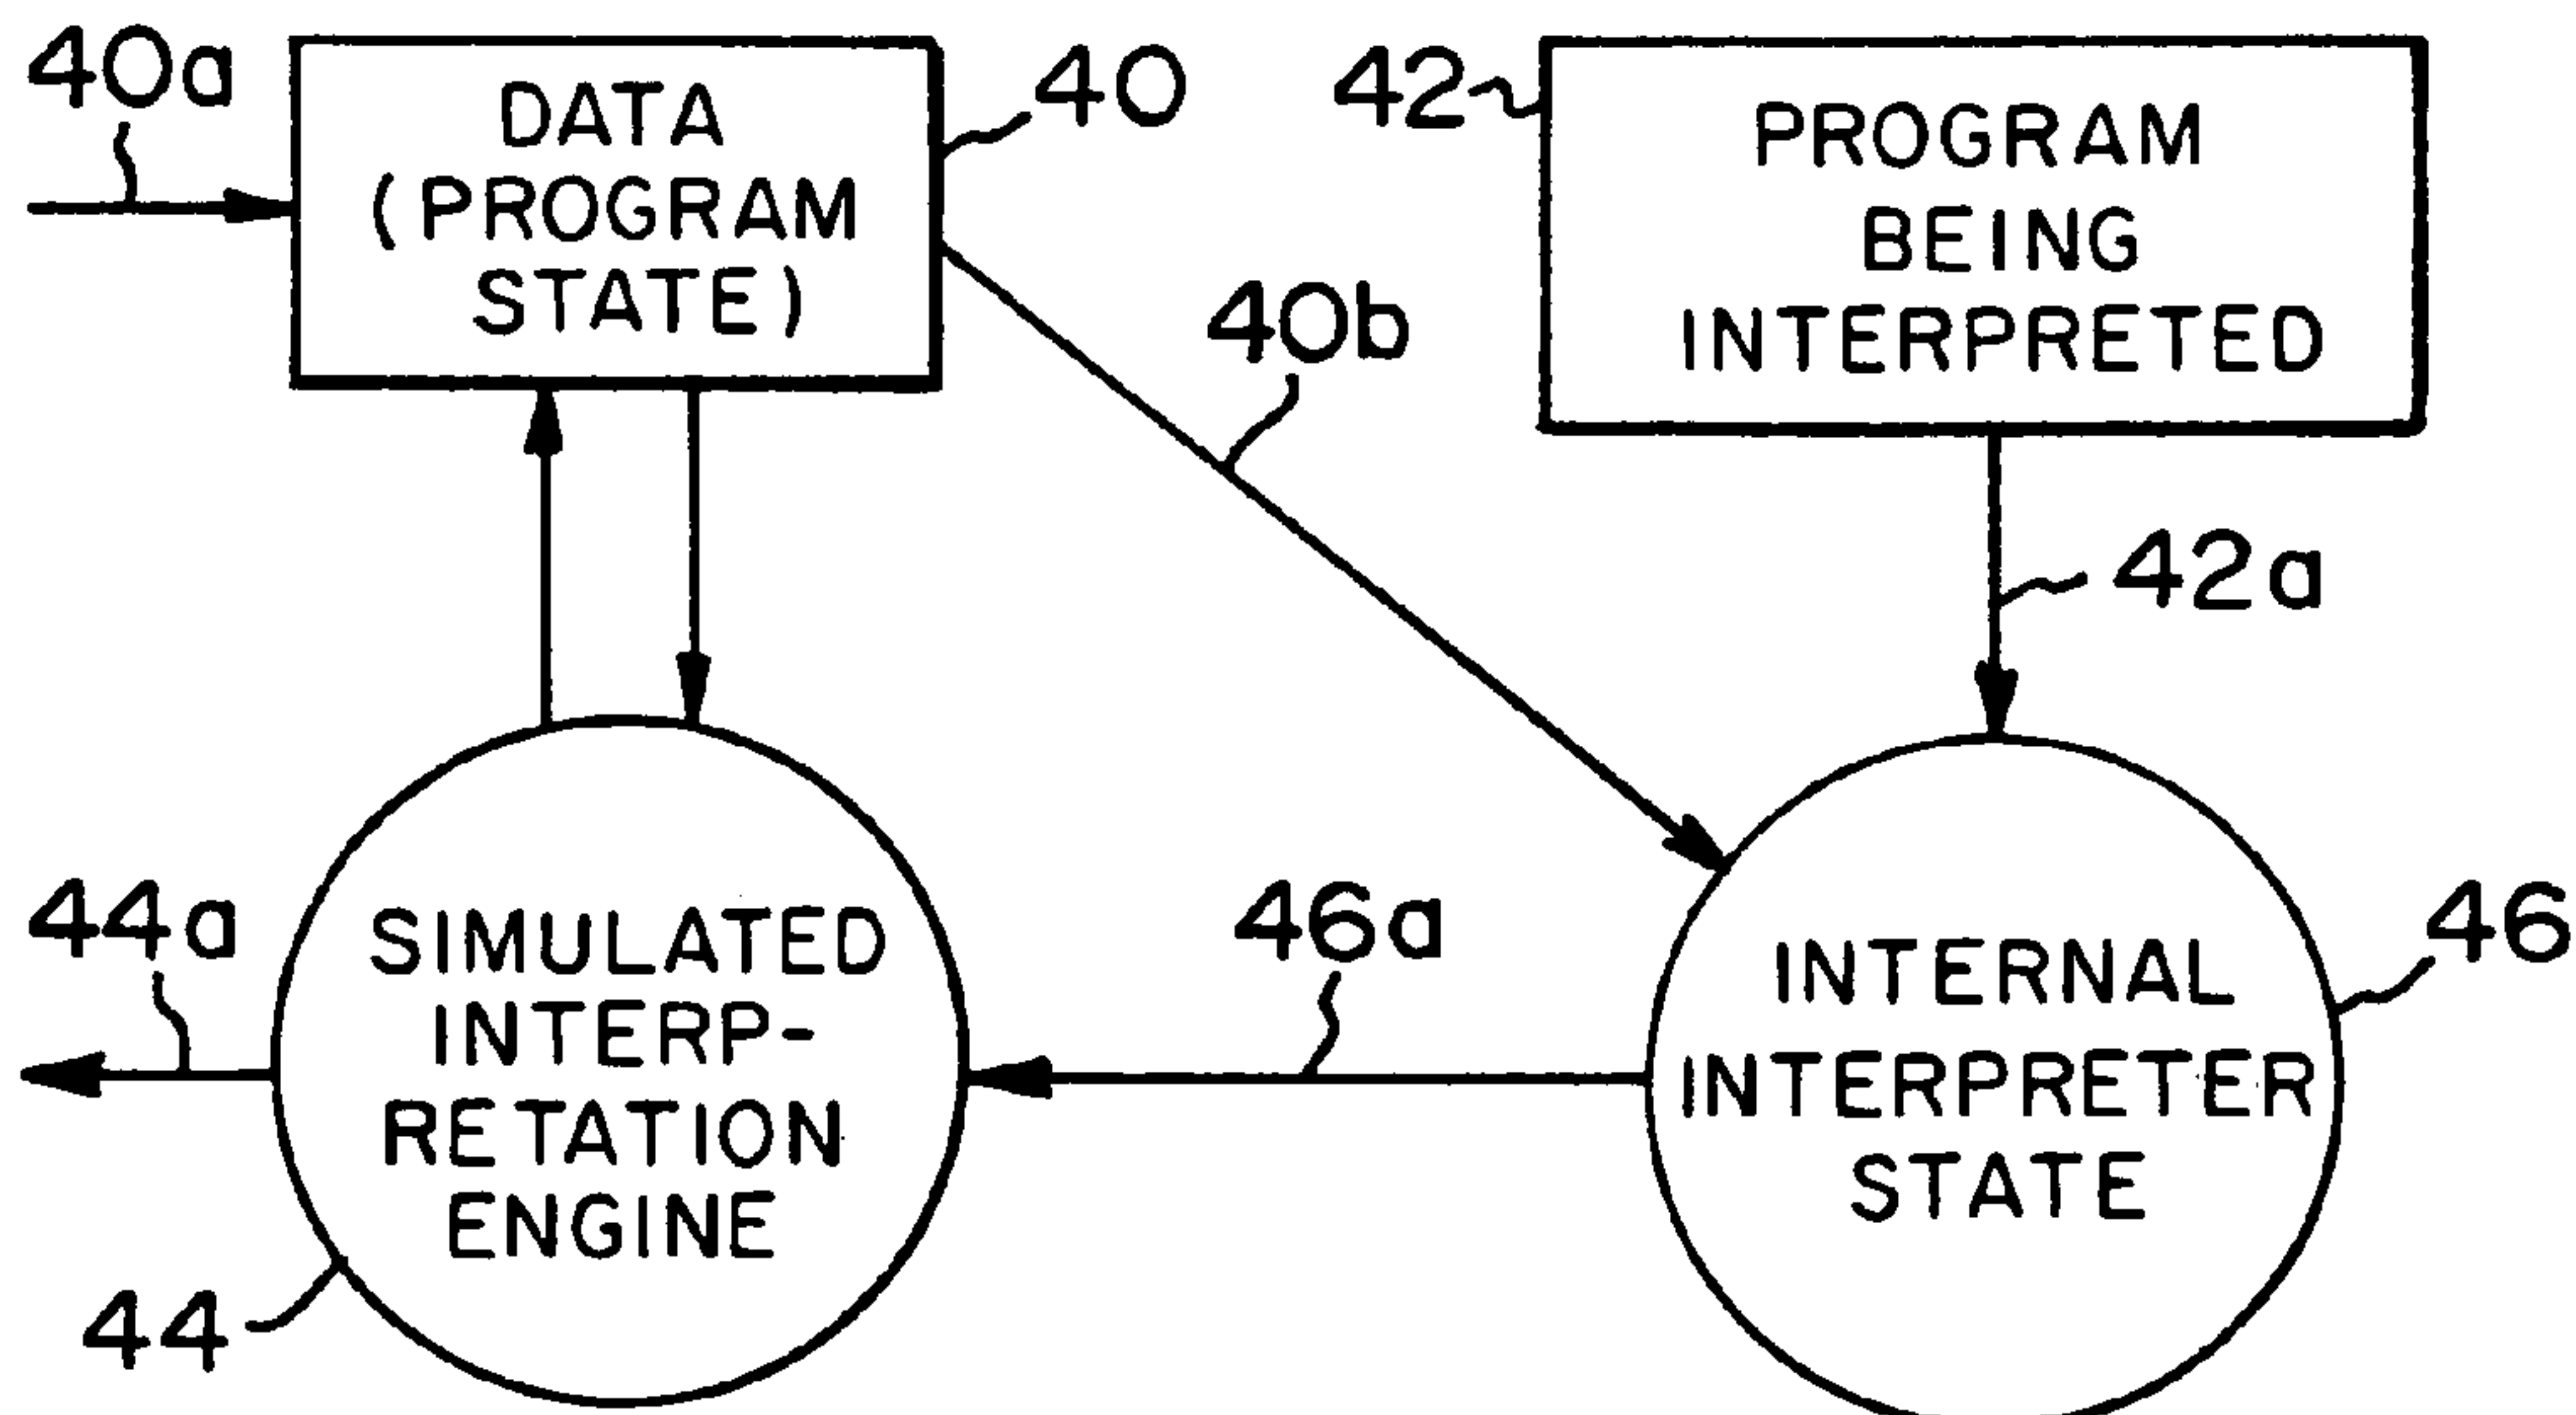 40a
DATA
(PROGRAM
STATE)
40
42
PROGRAM
BEING
INTERPRETED
40b
42a
44a
SIMULATED
INTERP-
RETATION
ENGINE
44
46a
INTERNAL
INTERPRETER
STATE
46